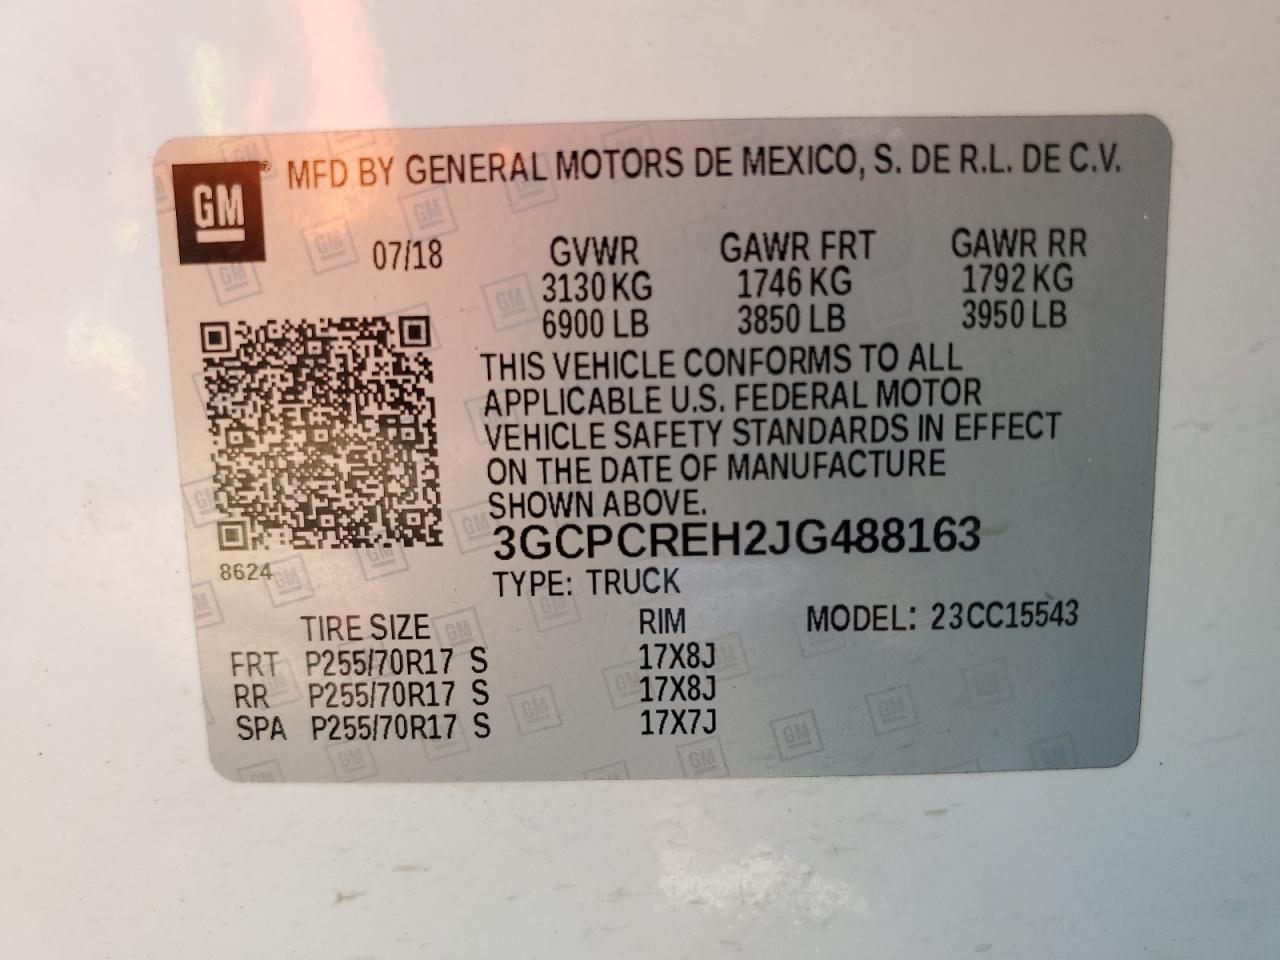 GM
MFD BY GENERAL MOTORS DE MEXICO, S. DE R.L. DE C.V.
07/18 GVWR GAWR FRT GAWR RR
3130 KG 1746 KG 1792 KG
6900 LB 3850 LB 3950 LB
THIS VEHICLE CONFORMS TO ALL
APPLICABLE U.S. FEDERAL MOTOR
VEHICLE SAFETY STANDARDS IN EFFECT
ON THE DATE OF MANUFACTURE
SHOWN ABOVE.
3GCPCREH2JG488163
8624
TYPE: TRUCK
TIRE SIZE RIM MODEL: 23CC15543
FRT P255/70R17 S 17X8J
RR P255/70R17 S 17X8J
SPA P255/70R17 S 17X7J